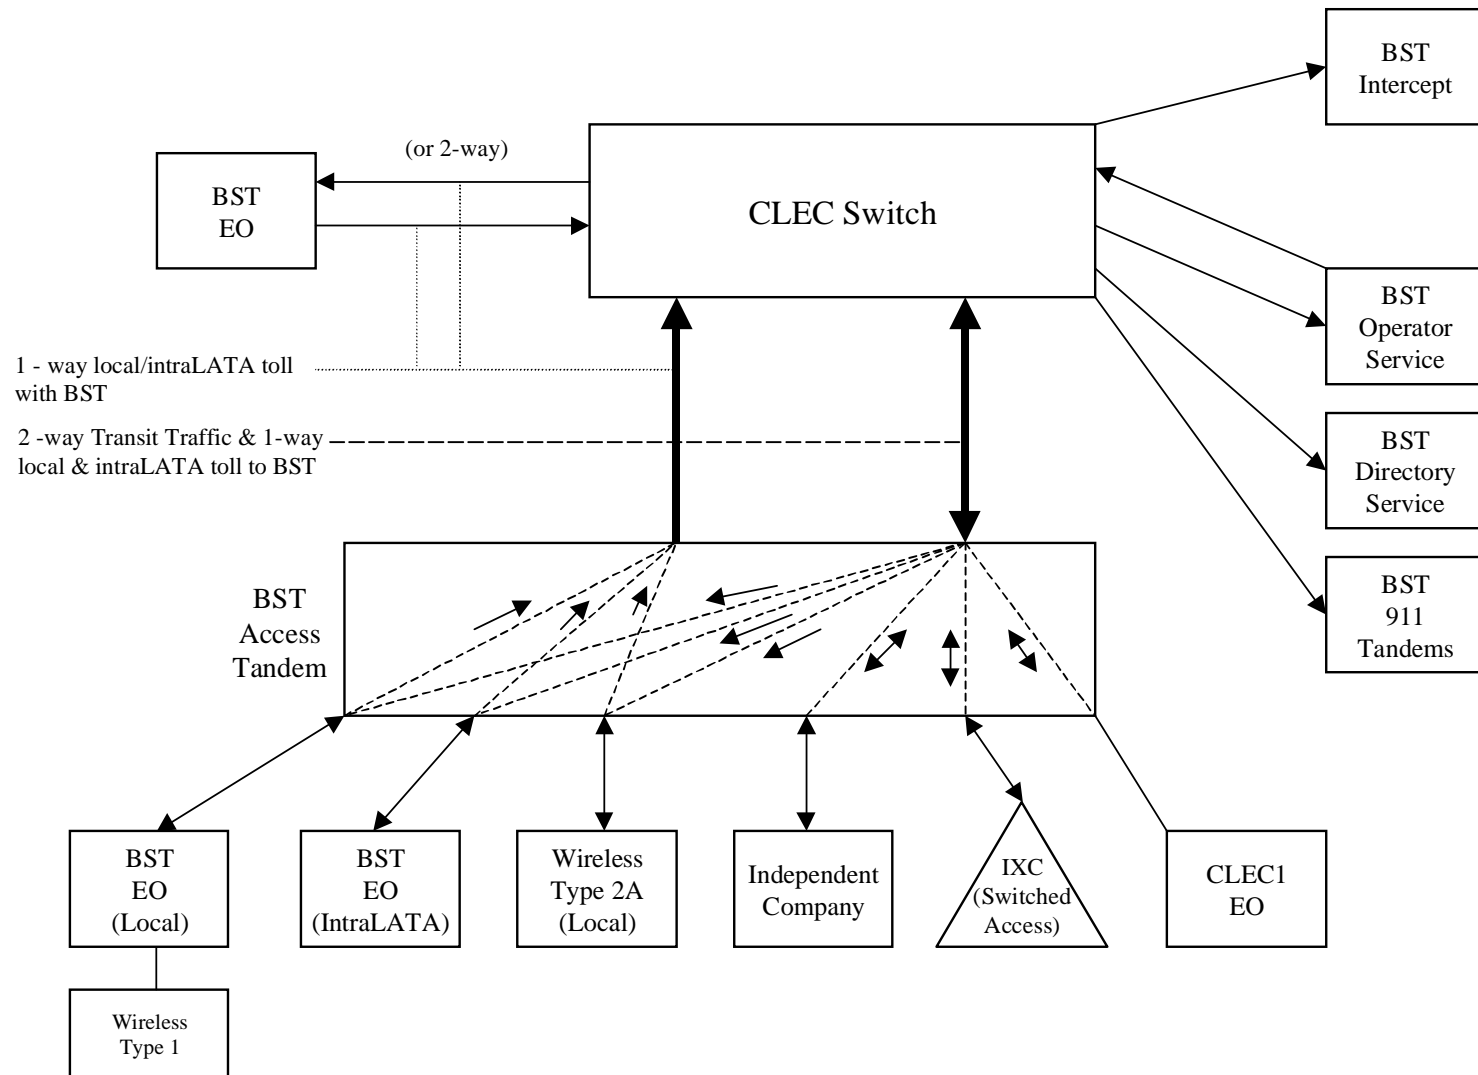 BST
Intercept
(or 2-way)
BST
EO
CLEC Switch
BST
Operator
Service
1 - way local/intraLATA toll
with BST
2 -way Transit Traffic & 1-way
local & intraLATA toll to BST
BST
Directory
Service
BST
911
Tandems
BST
Access
Tandem
BST
EO
(Local)
BST
EO
(IntraLATA)
Wireless
Type 2A
(Local)
Independent
Company
IXC
(Switched
Access)
CLEC1
EO
Wireless
Type 1